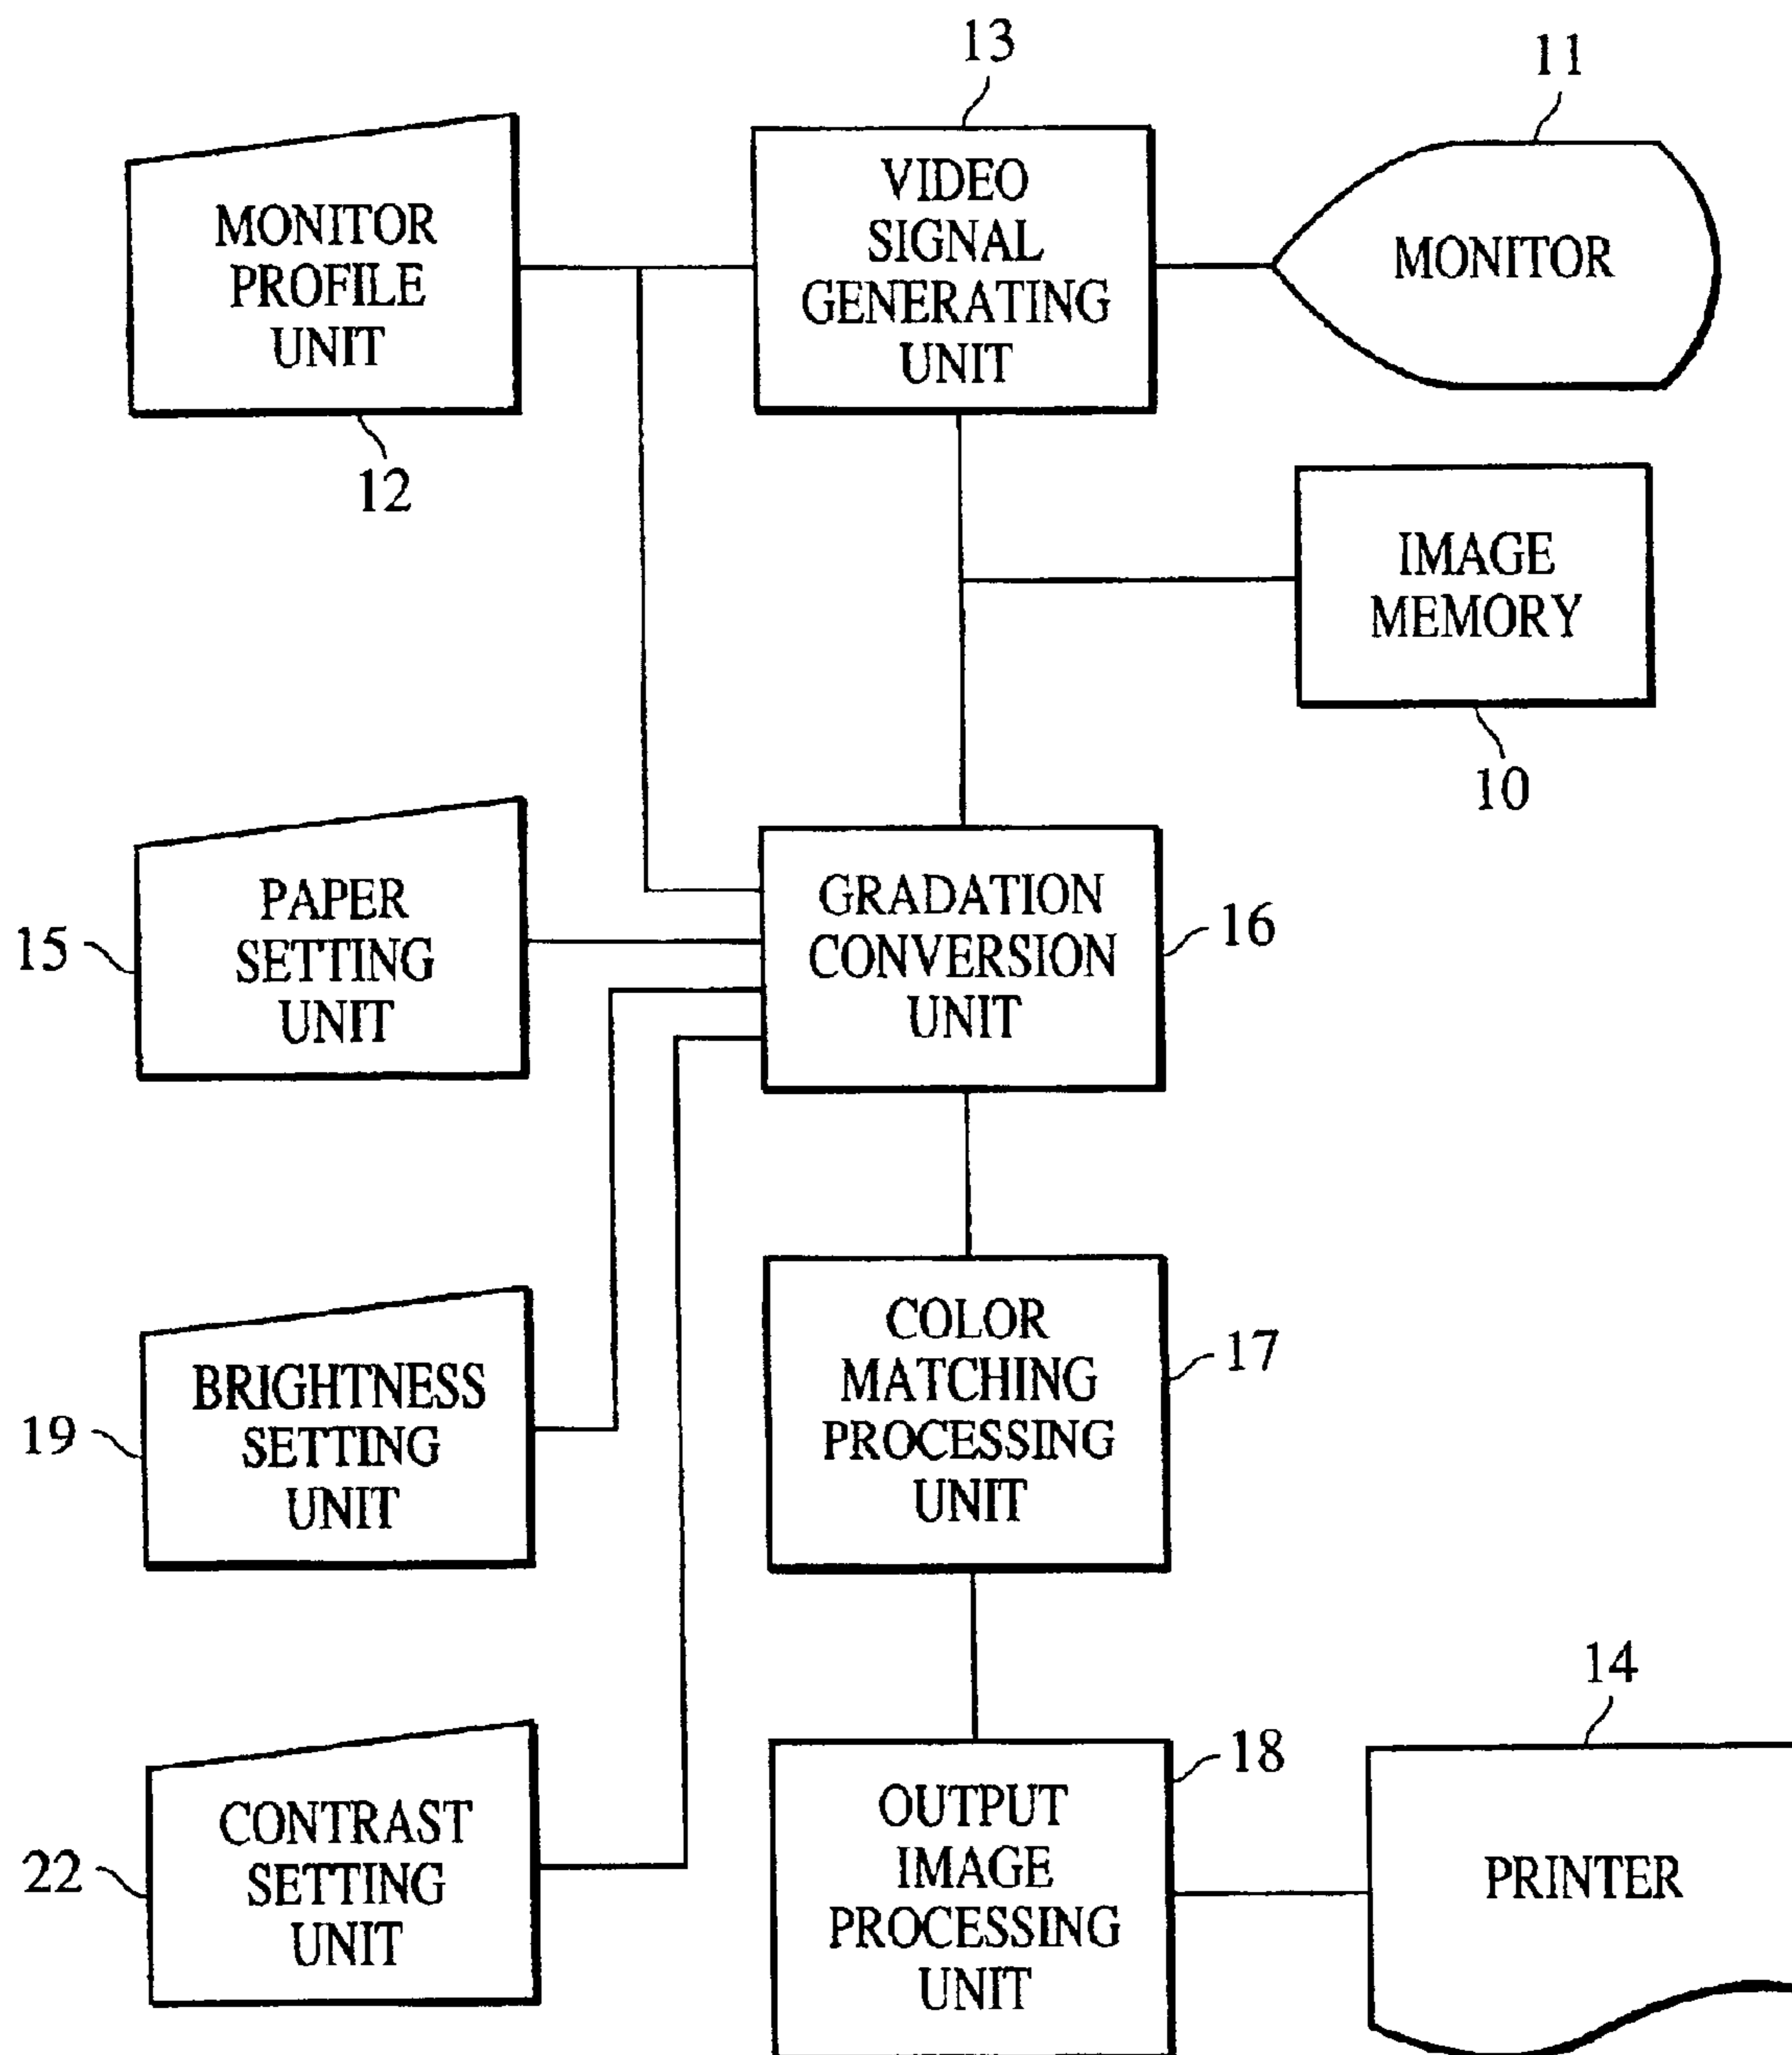 13
11
MONITOR
PROFILE
UNIT
12
VIDEO
SIGNAL
GENERATING
UNIT
MONITOR
IMAGE
MEMORY
10
15
PAPER
SETTING
UNIT
GRADATION
CONVERSION
UNIT
16
19
BRIGHTNESS
SETTING
UNIT
COLOR
MATCHING
PROCESSING
UNIT
17
22
CONTRAST
SETTING
UNIT
OUTPUT
IMAGE
PROCESSING
UNIT
18
14
PRINTER